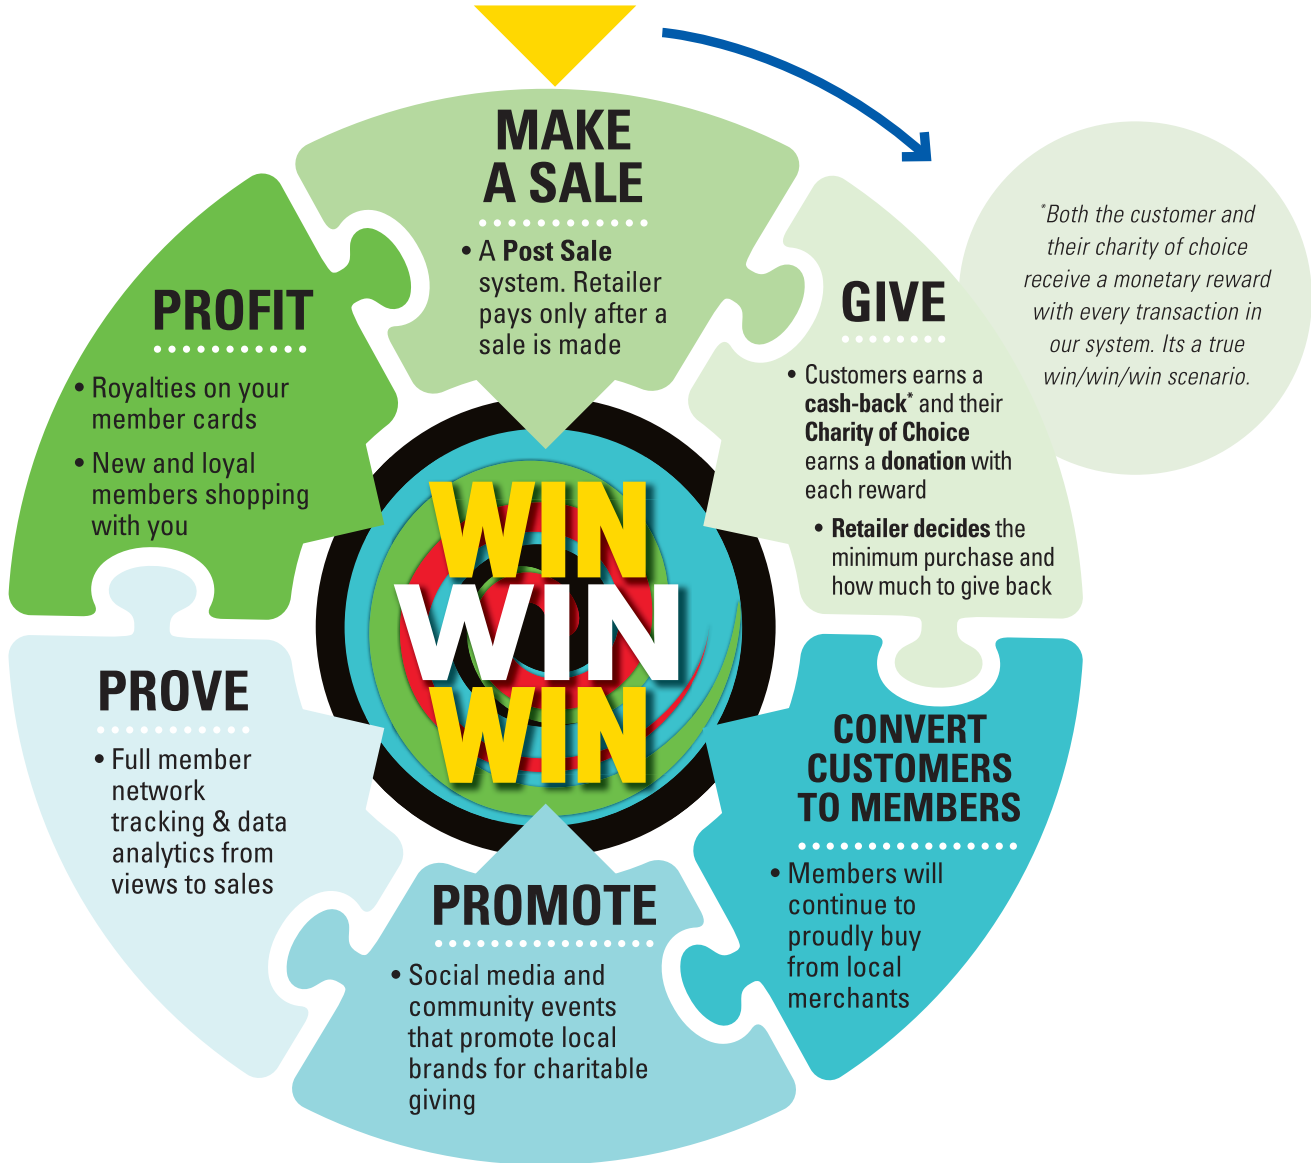 MAKE
A SALE
• A Post Sale
system. Retailer
pays only after a
sale is made
GIVE
• Customers earns a
cash-back* and their
Charity of Choice
earns a donation with
each reward
• Retailer decides the
minimum purchase and
how much to give back
*Both the customer and
their charity of choice
receive a monetary reward
with every transaction in
our system. Its a true
win/win/win scenario.
CONVERT
CUSTOMERS
TO MEMBERS
• Members will
continue to
proudly buy
from local
merchants
PROMOTE
• Social media and
community events
that promote local
brands for charitable
giving
PROVE
• Full member
network
tracking & data
analytics from
views to sales
PROFIT
• Royalties on your
member cards
• New and loyal
members shopping
with you
WIN
WIN
WIN